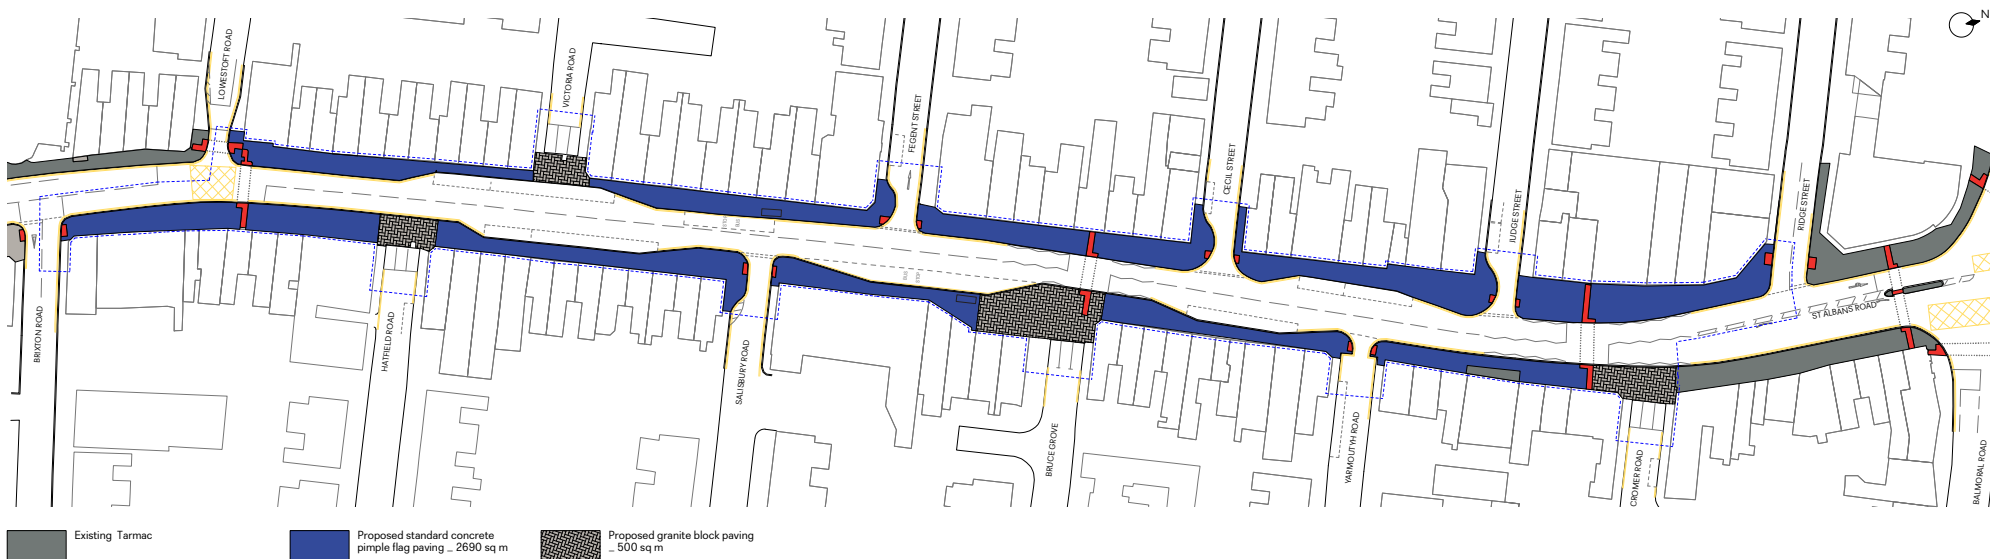 N
LOWESTOFT ROAD
VICTORIA ROAD
FEGENT STREET
CECIL STREET
JUDGE STREET
RIDGE STREET
ST ALBANS ROAD
BRIXTON ROAD
HATFIELD ROAD
SALISBURY ROAD
BRUCE GROVE
YARMOUTYH ROAD
CROMER ROAD
BALMORAL ROAD
Existing Tarmac
Proposed standard concrete
pimple flag paving _ 2690 sq m
Proposed granite block paving
_ 500 sq m